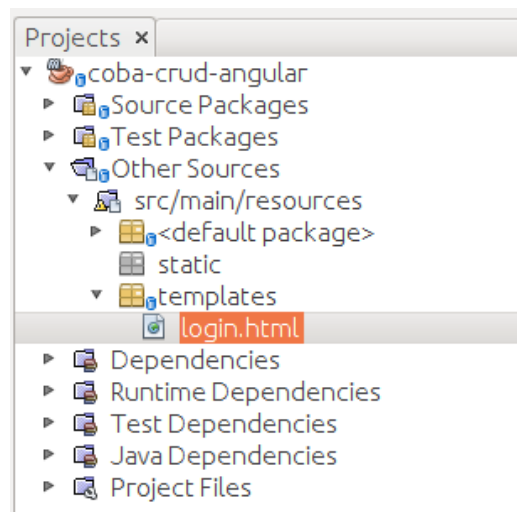 Projects ×
coba-crud-angular
Source Packages
Test Packages
Other Sources
src/main/resources
<default package>
static
templates
login.html
Dependencies
Runtime Dependencies
Test Dependencies
Java Dependencies
Project Files